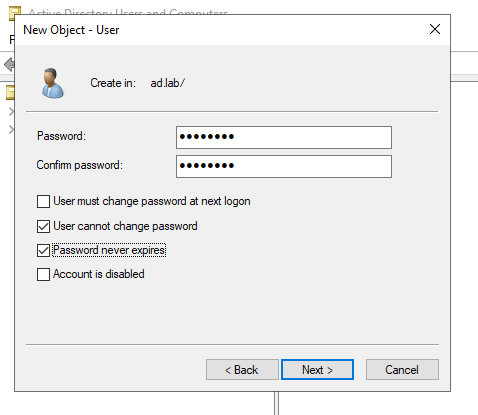 Active Directory Users and Computers
F
New Object - User
Create in: ad.lab/
Password: ●●●●●●●●
Confirm password: ●●●●●●●●
User must change password at next logon
User cannot change password
Password never expires
Account is disabled
< Back Next > Cancel